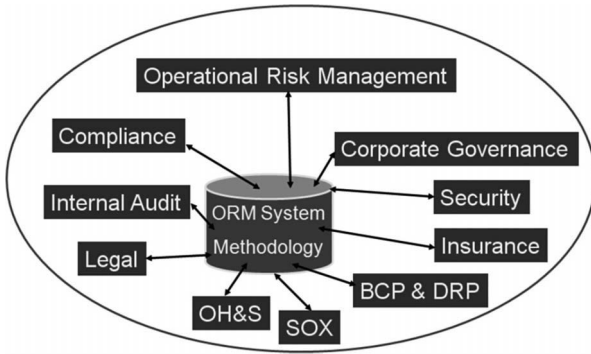 Operational Risk Management
Compliance
Corporate Governance
Internal Audit
ORM System
Methodology
Security
Legal
Insurance
OH&S
SOX
BCP & DRP